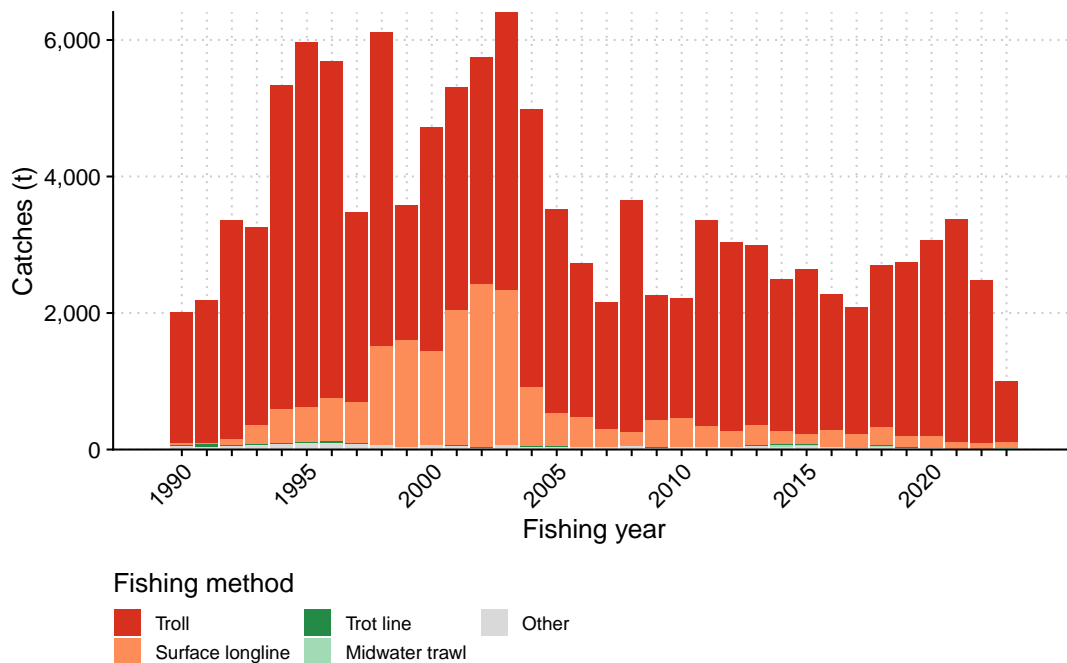 6,000
4,000
2,000
0
Catches (t)
1990
1995
2000
2005
2010
2015
2020
Fishing year
Fishing method
Troll
Trot line
Other
Surface longline
Midwater trawl